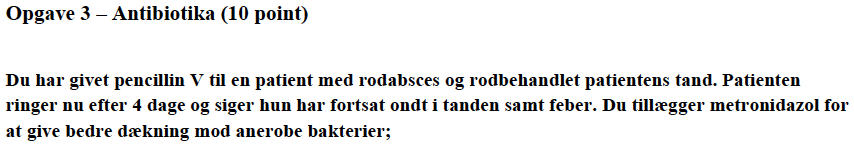 Opgave 3 – Antibiotika (10 point)
Du har givet pencillin V til en patient med rodabsces og rodbehandlet patientens tand. Patienten
ringer nu efter 4 dage og siger hun har fortsat ondt i tanden samt feber. Du tillægger metronidazol for
at give bedre dækning mod anerobe bakterier;